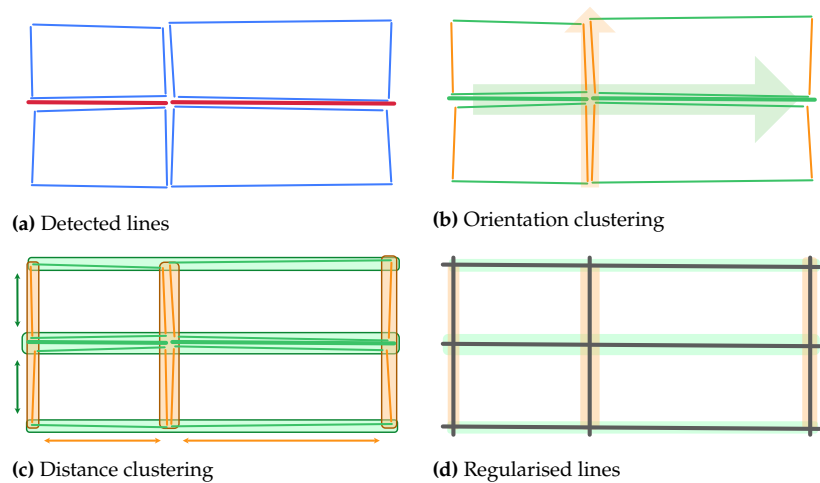 (a) Detected lines
(b) Orientation clustering
(c) Distance clustering
(d) Regularised lines